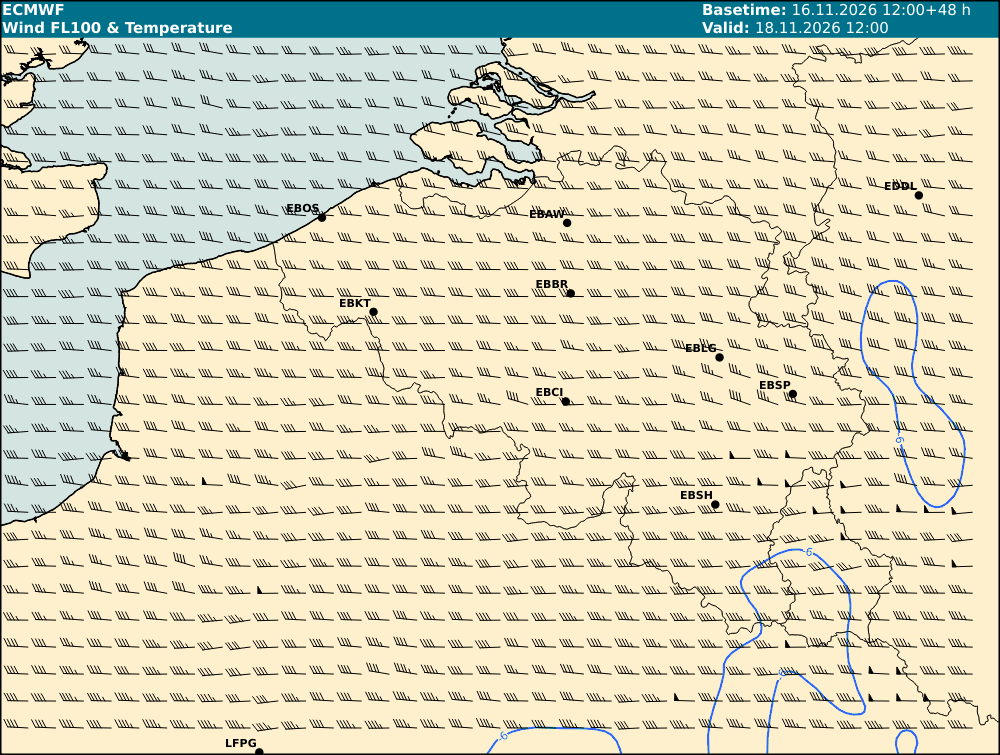 ECMWF
Basetime: 16.11.2026 12:00+48 h
Wind FL100 & Temperature
Valid: 18.11.2026 12:00
EDDL
EBOS
EBAW
EBBR
EBKT
EBLG
EBSP
EBCI
-6
EBSH
-6
-6
LFPG